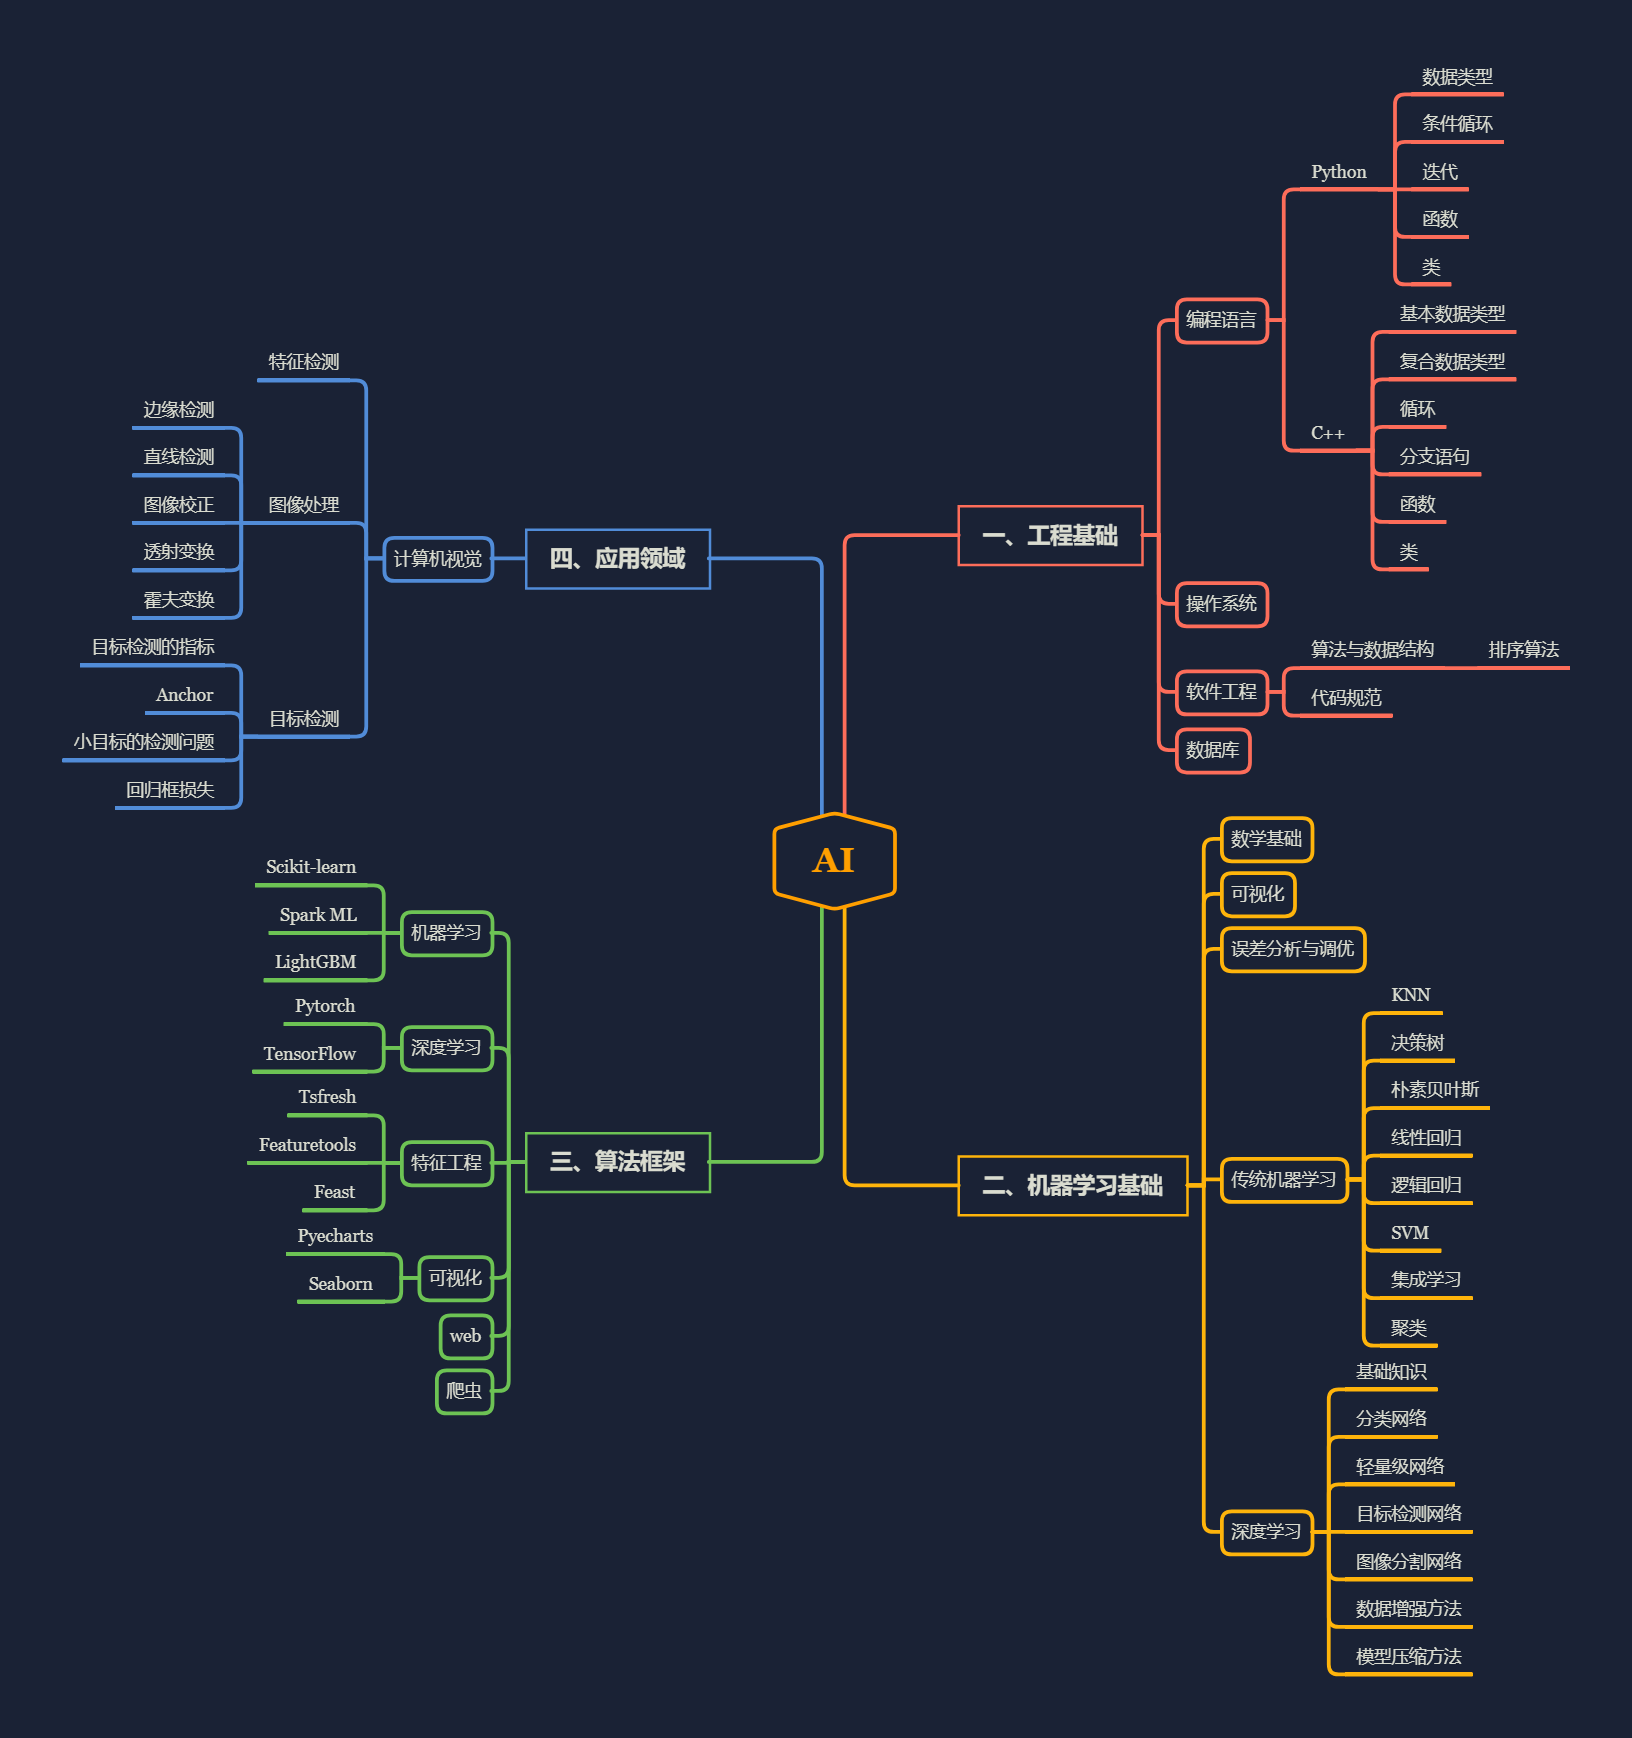 AI
一、工程基础
编程语言
Python
数据类型
条件循环
迭代
函数
类
C++
基本数据类型
复合数据类型
循环
分支语句
函数
类
操作系统
软件工程
算法与数据结构
排序算法
代码规范
数据库
二、机器学习基础
数学基础
可视化
误差分析与调优
传统机器学习
KNN
决策树
朴素贝叶斯
线性回归
逻辑回归
SVM
集成学习
聚类
深度学习
基础知识
分类网络
轻量级网络
目标检测网络
图像分割网络
数据增强方法
模型压缩方法
三、算法框架
机器学习
Scikit-learn
Spark ML
LightGBM
深度学习
Pytorch
TensorFlow
特征工程
Tsfresh
Featuretools
Feast
可视化
Pyecharts
Seaborn
web
爬虫
四、应用领域
计算机视觉
特征检测
图像处理
边缘检测
直线检测
图像校正
透射变换
霍夫变换
目标检测
目标检测的指标
Anchor
小目标的检测问题
回归框损失